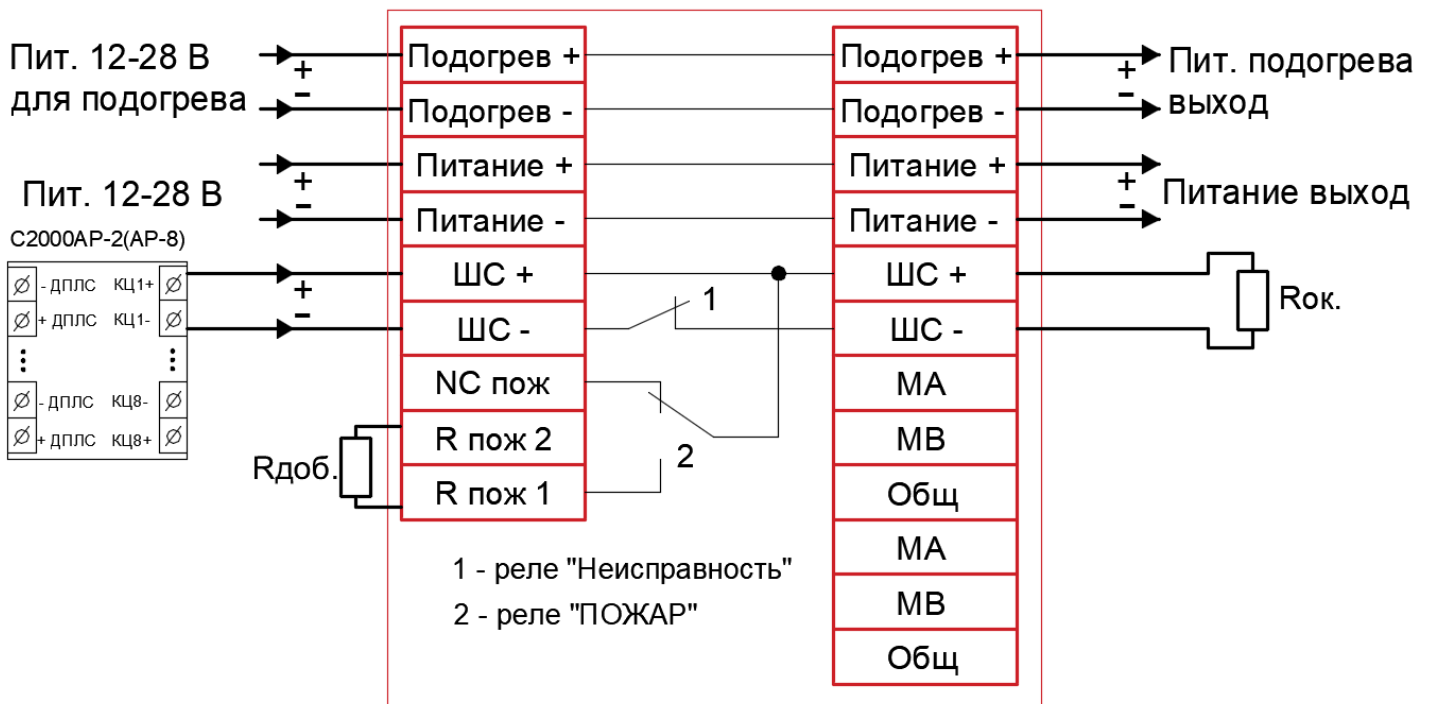 Пит. 12-28 В
для подогрева
+
−
Пит. 12-28 В
+
−
С2000АР-2(АР-8)
- ДПЛС КЦ1+
+ ДПЛС КЦ1-
- ДПЛС КЦ8-
+ ДПЛС КЦ8+
+
−
Rдоб.
Подогрев +
Подогрев -
Питание +
Питание -
ШС +
ШС -
NC пож
R пож 2
R пож 1
1
2
1 - реле "Неисправность"
2 - реле "ПОЖАР"
Подогрев +
Подогрев -
Питание +
Питание -
ШС +
ШС -
МА
МВ
Общ
МА
МВ
Общ
+
−
Пит. подогрева
выход
+
−
Питание выход
Rок.